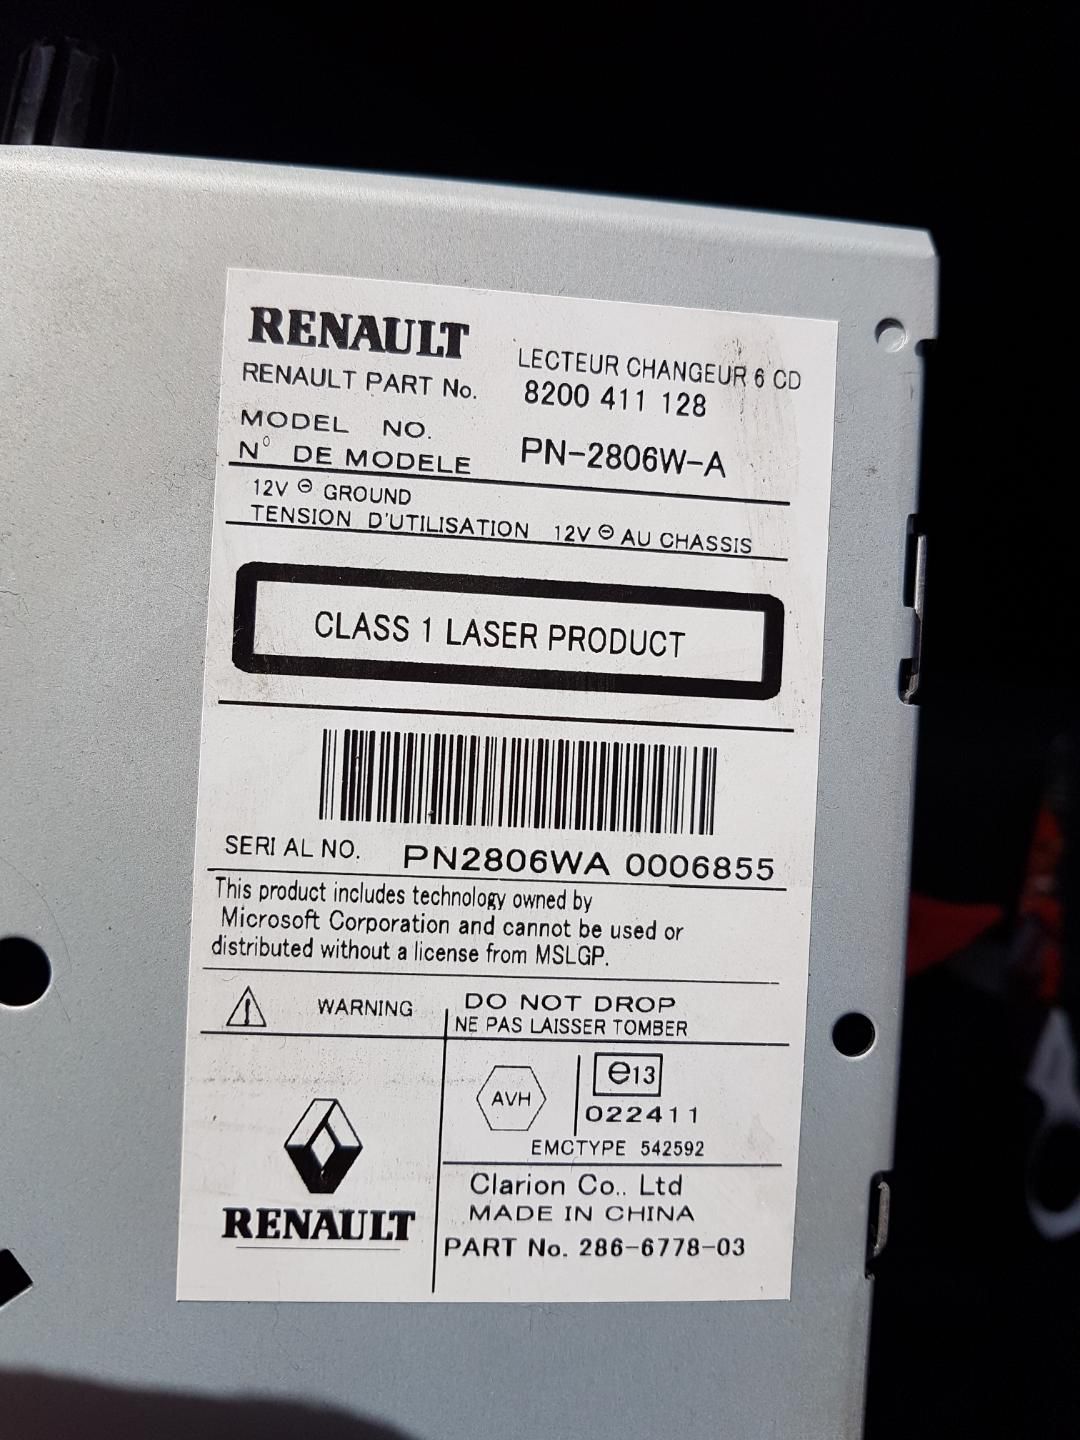 RENAULT
LECTEUR CHANGEUR 6 CD
RENAULT PART No. 8200 411 128
MODEL NO.
N° DE MODELE PN-2806W-A
12V ⊖ GROUND
TENSION D'UTILISATION 12V ⊖ AU CHASSIS
CLASS 1 LASER PRODUCT
SERIAL NO. PN2806WA 0006855
This product includes technology owned by
Microsoft Corporation and cannot be used or
distributed without a license from MSLGP.
WARNING
DO NOT DROP
NE PAS LAISSER TOMBER
AVH
e13
022411
EMCTYPE 542592
RENAULT
Clarion Co., Ltd
MADE IN CHINA
PART No. 286-6778-03